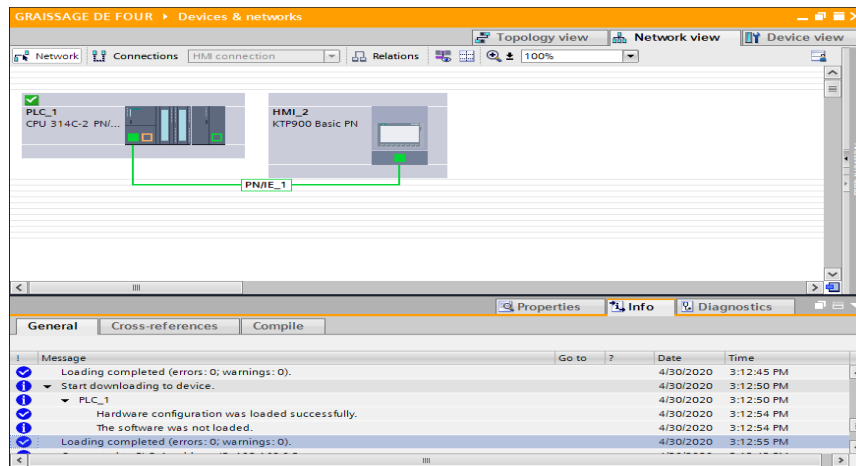 GRAISSAGE DE FOUR ▸ Devices & networks
Topology view Network view Device view
Network Connections HMI connection Relations 100%
PLC_1
CPU 314C-2 PN/...
HMI_2
KTP900 Basic PN
PN/IE_1
Properties Info Diagnostics
General Cross-references Compile
! Message Go to ? Date Time
Loading completed (errors: 0; warnings: 0). 4/30/2020 3:12:45 PM
Start downloading to device. 4/30/2020 3:12:50 PM
PLC_1 4/30/2020 3:12:50 PM
Hardware configuration was loaded successfully. 4/30/2020 3:12:54 PM
The software was not loaded. 4/30/2020 3:12:54 PM
Loading completed (errors: 0; warnings: 0). 4/30/2020 3:12:55 PM